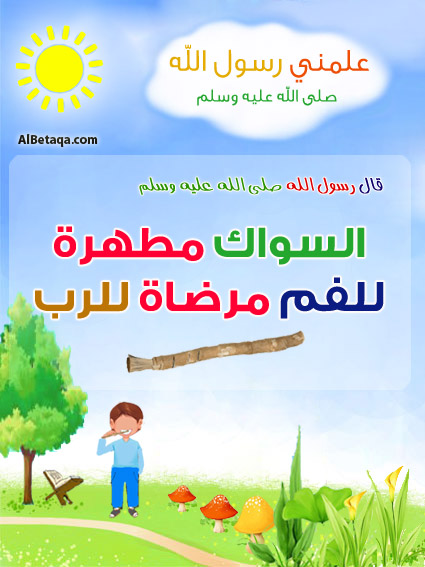 علمني رسول الله
صلى الله عليه وسلم
AlBetaqa.com
قال رسول الله صلى الله عليه وسلم
السواك مطهرة
للفم مرضاة للرب